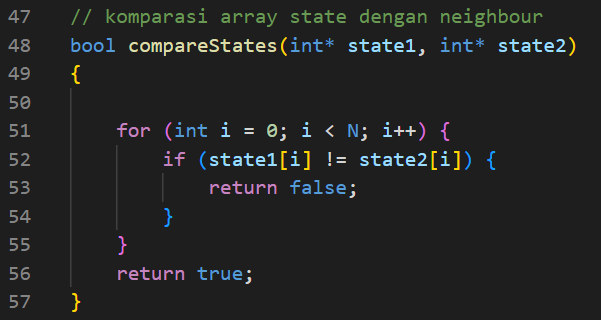 47 // komparasi array state dengan neighbour
48 bool compareStates(int* state1, int* state2)
49 {
50
51 for (int i = 0; i < N; i++) {
52 if (state1[i] != state2[i]) {
53 return false;
54 }
55 }
56 return true;
57 }